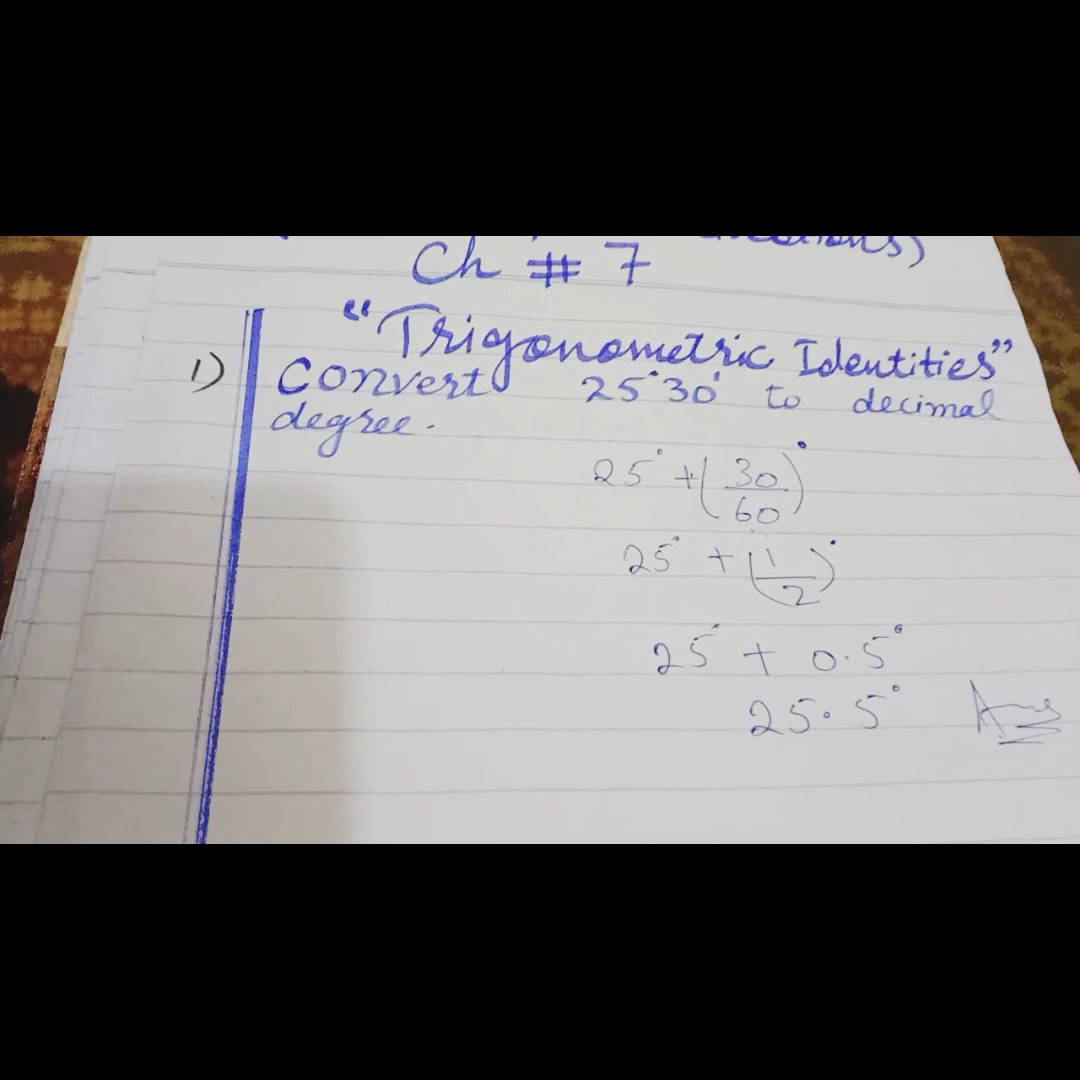 Ch # 7
"Trigonometric Identities"
1) Convert 25°30' to decimal
degree.
25° + (30/60)°
25° + (1/2)°
25° + 0.5°
25.5° Ans